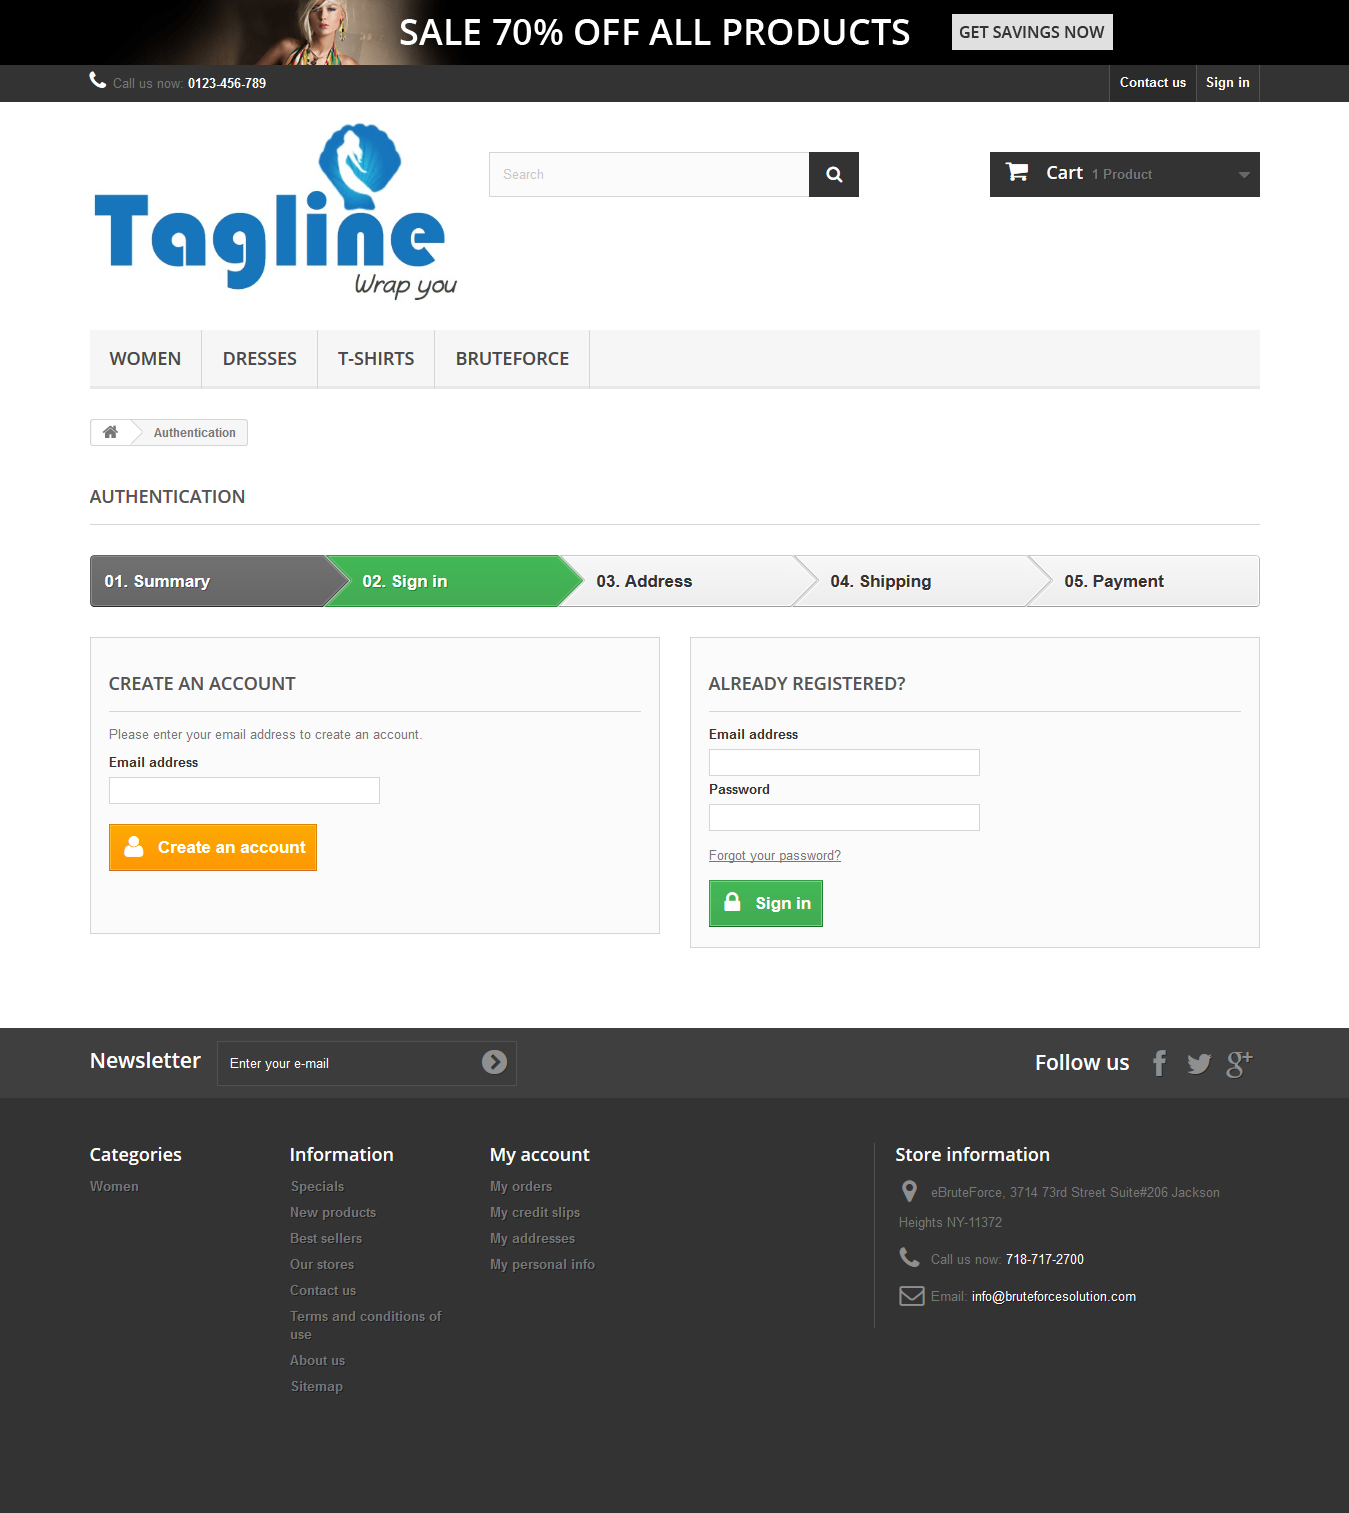 SALE 70% OFF ALL PRODUCTS GET SAVINGS NOW
Call us now: 0123-456-789 Contact us Sign in
Tagline
Wrap you
Search
Cart 1 Product
WOMEN DRESSES T-SHIRTS BRUTEFORCE
Authentication
AUTHENTICATION
01. Summary 02. Sign in 03. Address 04. Shipping 05. Payment
CREATE AN ACCOUNT
Please enter your email address to create an account.
Email address
Create an account
ALREADY REGISTERED?
Email address
Password
Forgot your password?
Sign in
Newsletter Enter your e-mail Follow us
Categories
Women
Information
Specials
New products
Best sellers
Our stores
Contact us
Terms and conditions of
use
About us
Sitemap
My account
My orders
My credit slips
My addresses
My personal info
Store information
eBruteForce, 3714 73rd Street Suite#206 Jackson
Heights NY-11372
Call us now: 718-717-2700
Email: info@bruteforcesolution.com